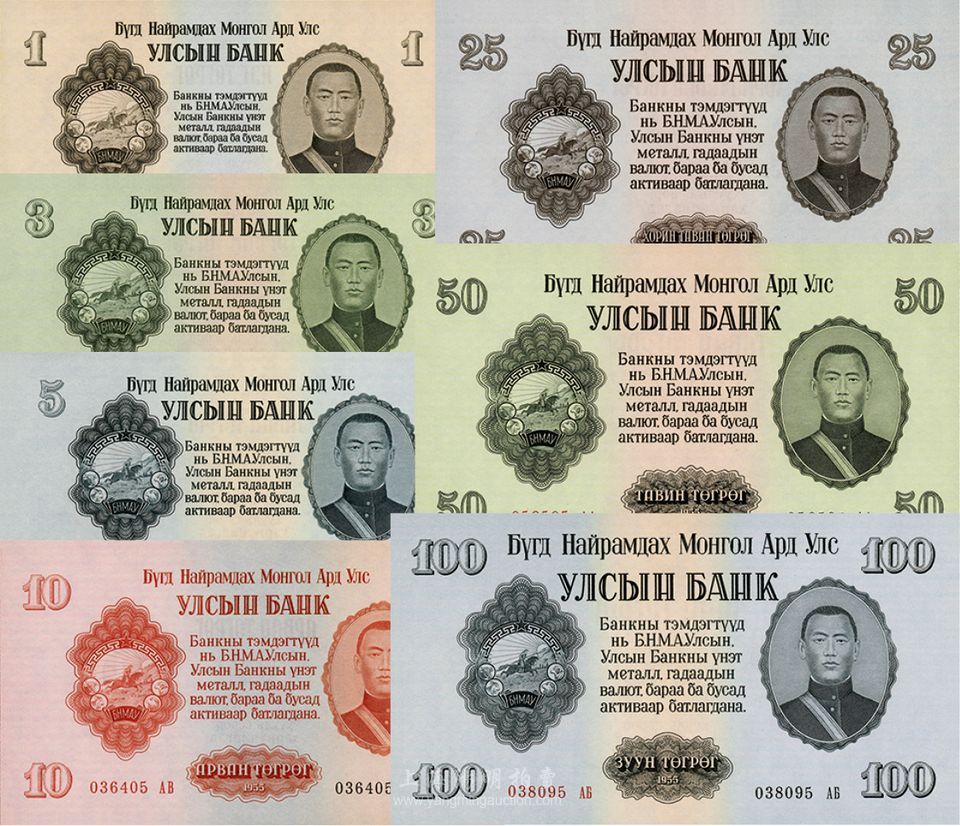 1 Бүгд Найрамдах Монгол Ард Улс 1
УЛСЫН БАНК
Банкны тэмдэгтүүд
нь Б.Н.М.А.Улсын,
Улсын Банкны үнэт
металл, гадаадын
валют, бараа ба бусад
активаар батлагдана.
БНМАУ
3 Бүгд Найрамдах Монгол Ард Улс 3
УЛСЫН БАНК
Банкны тэмдэгтүүд
нь Б.Н.М.А.Улсын,
Улсын Банкны үнэт
металл, гадаадын
валют, бараа ба бусад
активаар батлагдана.
БНМАУ
5 Бүгд Найрамдах Монгол Ард Улс
УЛСЫН БАНК
Банкны тэмдэгтүүд
нь Б.Н.М.А.Улсын,
Улсын Банкны үнэт
металл, гадаадын
валют, бараа ба бусад
активаар батлагдана.
БНМАУ
10 Бүгд Найрамдах Монгол Ард Улс
УЛСЫН БАНК
Банкны тэмдэгтүүд
нь Б.Н.М.А.Улсын,
Улсын Банкны үнэт
металл, гадаадын
валют, бараа ба бусад
активаар батлагдана.
БНМАУ
АРВАН ТӨГРӨГ
1955
10 036405 АВ 036405
25 Бүгд Найрамдах Монгол Ард Улс 25
УЛСЫН БАНК
Банкны тэмдэгтүүд
нь Б.Н.М.А.Улсын,
Улсын Банкны үнэт
металл, гадаадын
валют, бараа ба бусад
активаар батлагдана.
БНМАУ
25 ХОРИН ТАВАН ТӨГРӨГ 25
50 Бүгд Найрамдах Монгол Ард Улс 50
УЛСЫН БАНК
Банкны тэмдэгтүүд
нь Б.Н.М.А.Улсын,
Улсын Банкны үнэт
металл, гадаадын
валют, бараа ба бусад
активаар батлагдана.
БНМАУ
ТАВИН ТӨГРӨГ
1955
50 50
100 Бүгд Найрамдах Монгол Ард Улс 100
УЛСЫН БАНК
Банкны тэмдэгтүүд
нь Б.Н.М.А.Улсын,
Улсын Банкны үнэт
металл, гадаадын
валют, бараа ба бусад
активаар батлагдана.
БНМАУ
ЗУУН ТӨГРӨГ
1955
100 038095 АБ 038095 АБ 100
www.yangmingauction.com